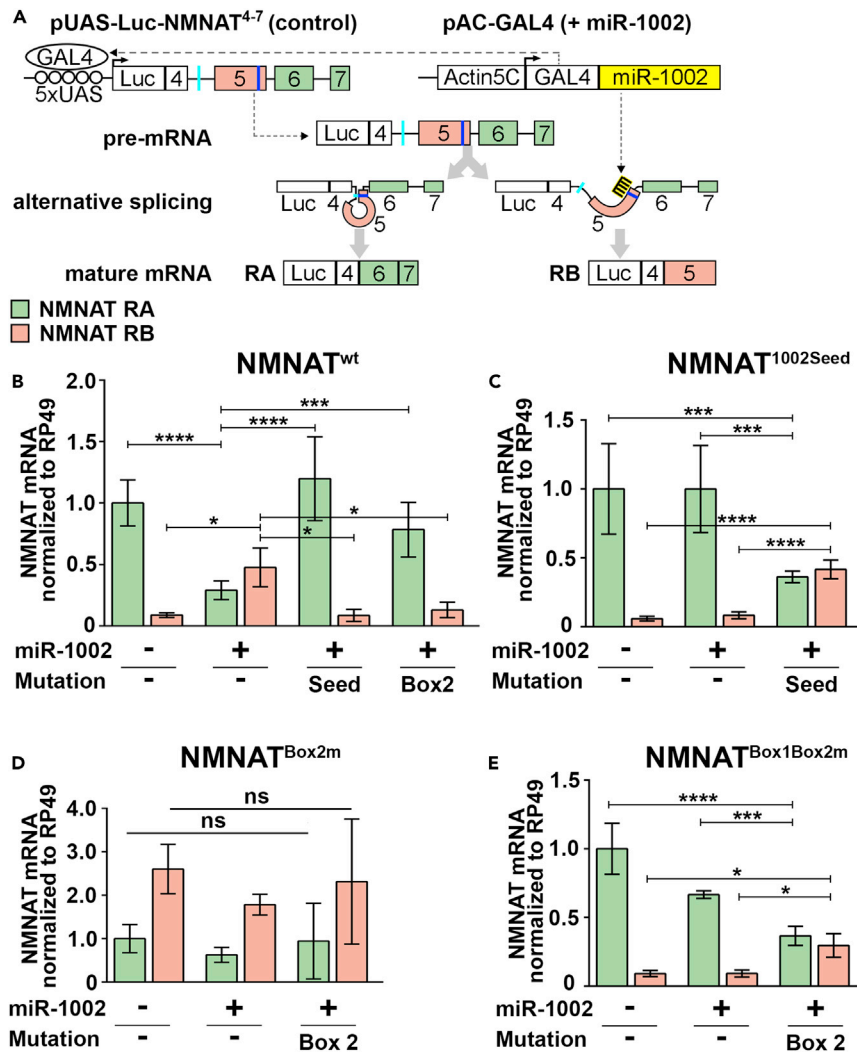 A
pUAS-Luc-NMNAT4-7 (control) pAC-GAL4 (+ miR-1002)
GAL4
Luc 4 5 6 7 Actin5C GAL4 miR-1002
5xUAS
pre-mRNA Luc 4 5 6 7
alternative splicing Luc 4 5 6 7 Luc 4 5 6 7
mature mRNA RA Luc 4 6 7 RB Luc 4 5
NMNAT RA
NMNAT RB
B
NMNATwt
NMNAT mRNA
normalized to RP49
2.0
1.5
1.0
0.5
0
**** **** ***
* * *
miR-1002 - + + +
Mutation - - Seed Box2
C
NMNAT1002Seed
NMNAT mRNA
normalized to RP49
1.5
1.0
0.5
0
***
***
****
****
miR-1002 - + +
Mutation - - Seed
D
NMNATBox2m
NMNAT mRNA
normalized to RP49
4.0
3.0
2.0
1.0
0
ns
ns
miR-1002 - + +
Mutation - - Box 2
E
NMNATBox1Box2m
NMNAT mRNA
normalized to RP49
1.5
1.0
0.5
0
****
***
*
*
miR-1002 - + +
Mutation - - Box 2